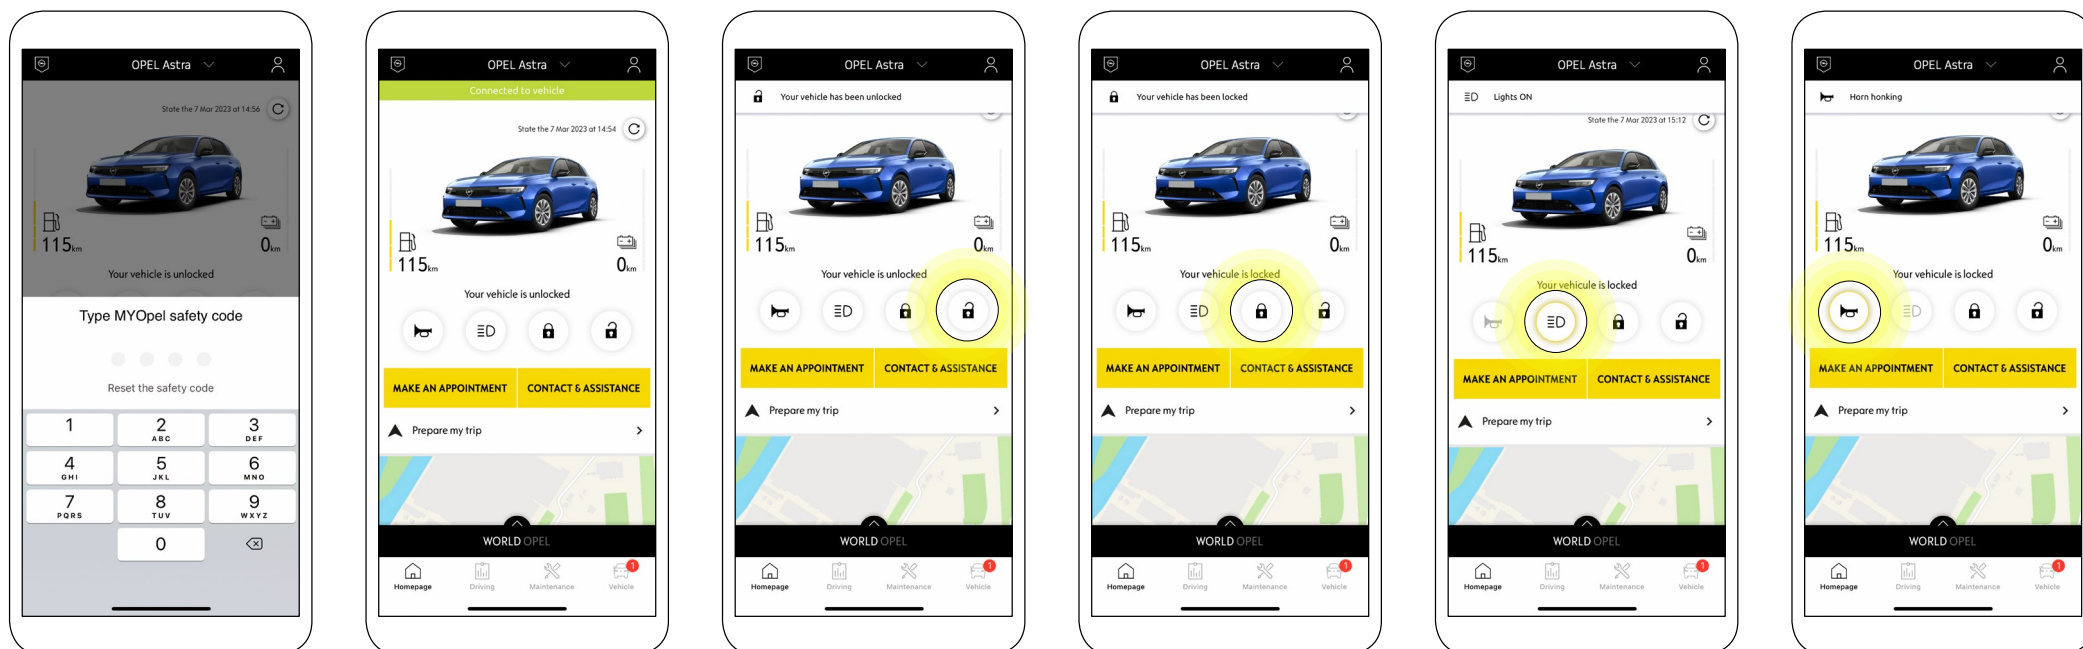 OPEL Astra
State the 7 Mar 2023 at 14:56
115km
0km
Your vehicle is unlocked
Type MYOpel safety code
Reset the safety code
1
2
ABC
3
DEF
4
GHI
5
JKL
6
MNO
7
PQRS
8
TUV
9
WXYZ
0
OPEL Astra
Connected to vehicle
State the 7 Mar 2023 at 14:54
115km
0km
Your vehicle is unlocked
MAKE AN APPOINTMENT
CONTACT & ASSISTANCE
Prepare my trip
WORLD OPEL
1
Homepage
Driving
Maintenance
Vehicle
OPEL Astra
Your vehicle has been unlocked
115km
0km
Your vehicle is unlocked
MAKE AN APPOINTMENT
CONTACT & ASSISTANCE
Prepare my trip
WORLD OPEL
1
Homepage
Driving
Maintenance
Vehicle
OPEL Astra
Your vehicle has been locked
115km
0km
Your vehicule is locked
MAKE AN APPOINTMENT
CONTACT & ASSISTANCE
Prepare my trip
WORLD OPEL
1
Homepage
Driving
Maintenance
Vehicle
OPEL Astra
Lights ON
State the 7 Mar 2023 at 15:12
115km
0km
Your vehicule is locked
MAKE AN APPOINTMENT
CONTACT & ASSISTANCE
Prepare my trip
WORLD OPEL
1
Homepage
Driving
Maintenance
Vehicle
OPEL Astra
Horn honking
115km
0km
Your vehicule is locked
MAKE AN APPOINTMENT
CONTACT & ASSISTANCE
Prepare my trip
WORLD OPEL
1
Homepage
Driving
Maintenance
Vehicle